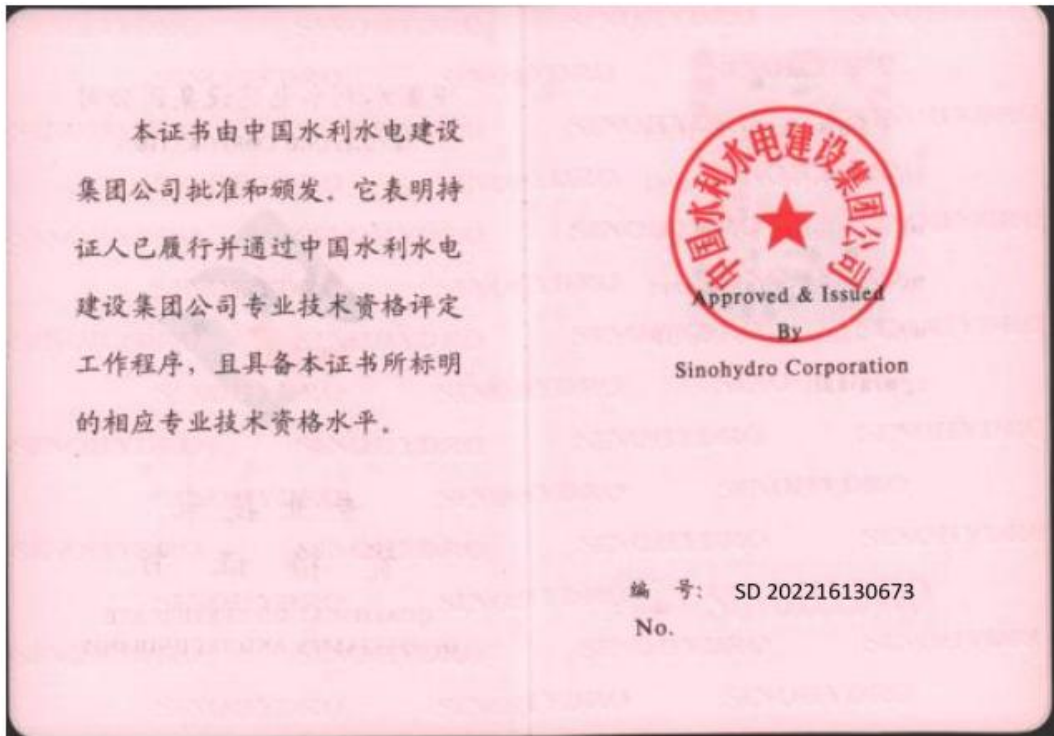 本证书由中国水利水电建设
集团公司批准和颁发。它表明持
证人已履行并通过中国水利水电
建设集团公司专业技术资格评定
工作程序，且具备本证书所标明
的相应专业技术资格水平。
中国水利水电建设集团公司
Approved & Issued
By
Sinohydro Corporation
编 号: SD 202216130673
No.